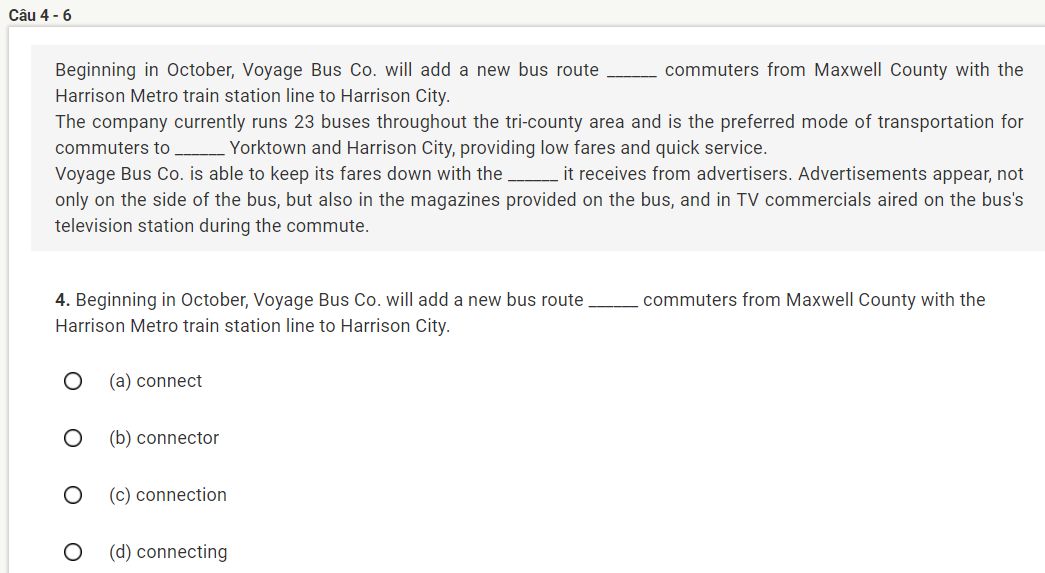 Câu 4 - 6
Beginning in October, Voyage Bus Co. will add a new bus route ______ commuters from Maxwell County with the
Harrison Metro train station line to Harrison City.
The company currently runs 23 buses throughout the tri-county area and is the preferred mode of transportation for
commuters to ______ Yorktown and Harrison City, providing low fares and quick service.
Voyage Bus Co. is able to keep its fares down with the ______ it receives from advertisers. Advertisements appear, not
only on the side of the bus, but also in the magazines provided on the bus, and in TV commercials aired on the bus's
television station during the commute.
4. Beginning in October, Voyage Bus Co. will add a new bus route ______ commuters from Maxwell County with the
Harrison Metro train station line to Harrison City.
(a) connect
(b) connector
(c) connection
(d) connecting